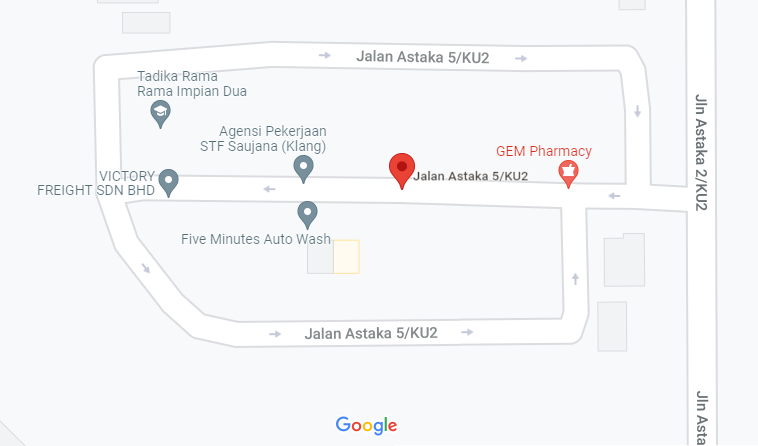 Jalan Astaka 5/KU2
Tadika Rama
Rama Impian Dua
Agensi Pekerjaan
STF Saujana (Klang)
GEM Pharmacy
Jln Astaka 2/KU2
VICTORY
FREIGHT SDN BHD
Jalan Astaka 5/KU2
Five Minutes Auto Wash
Jalan Astaka 5/KU2
Jln Asta
Google